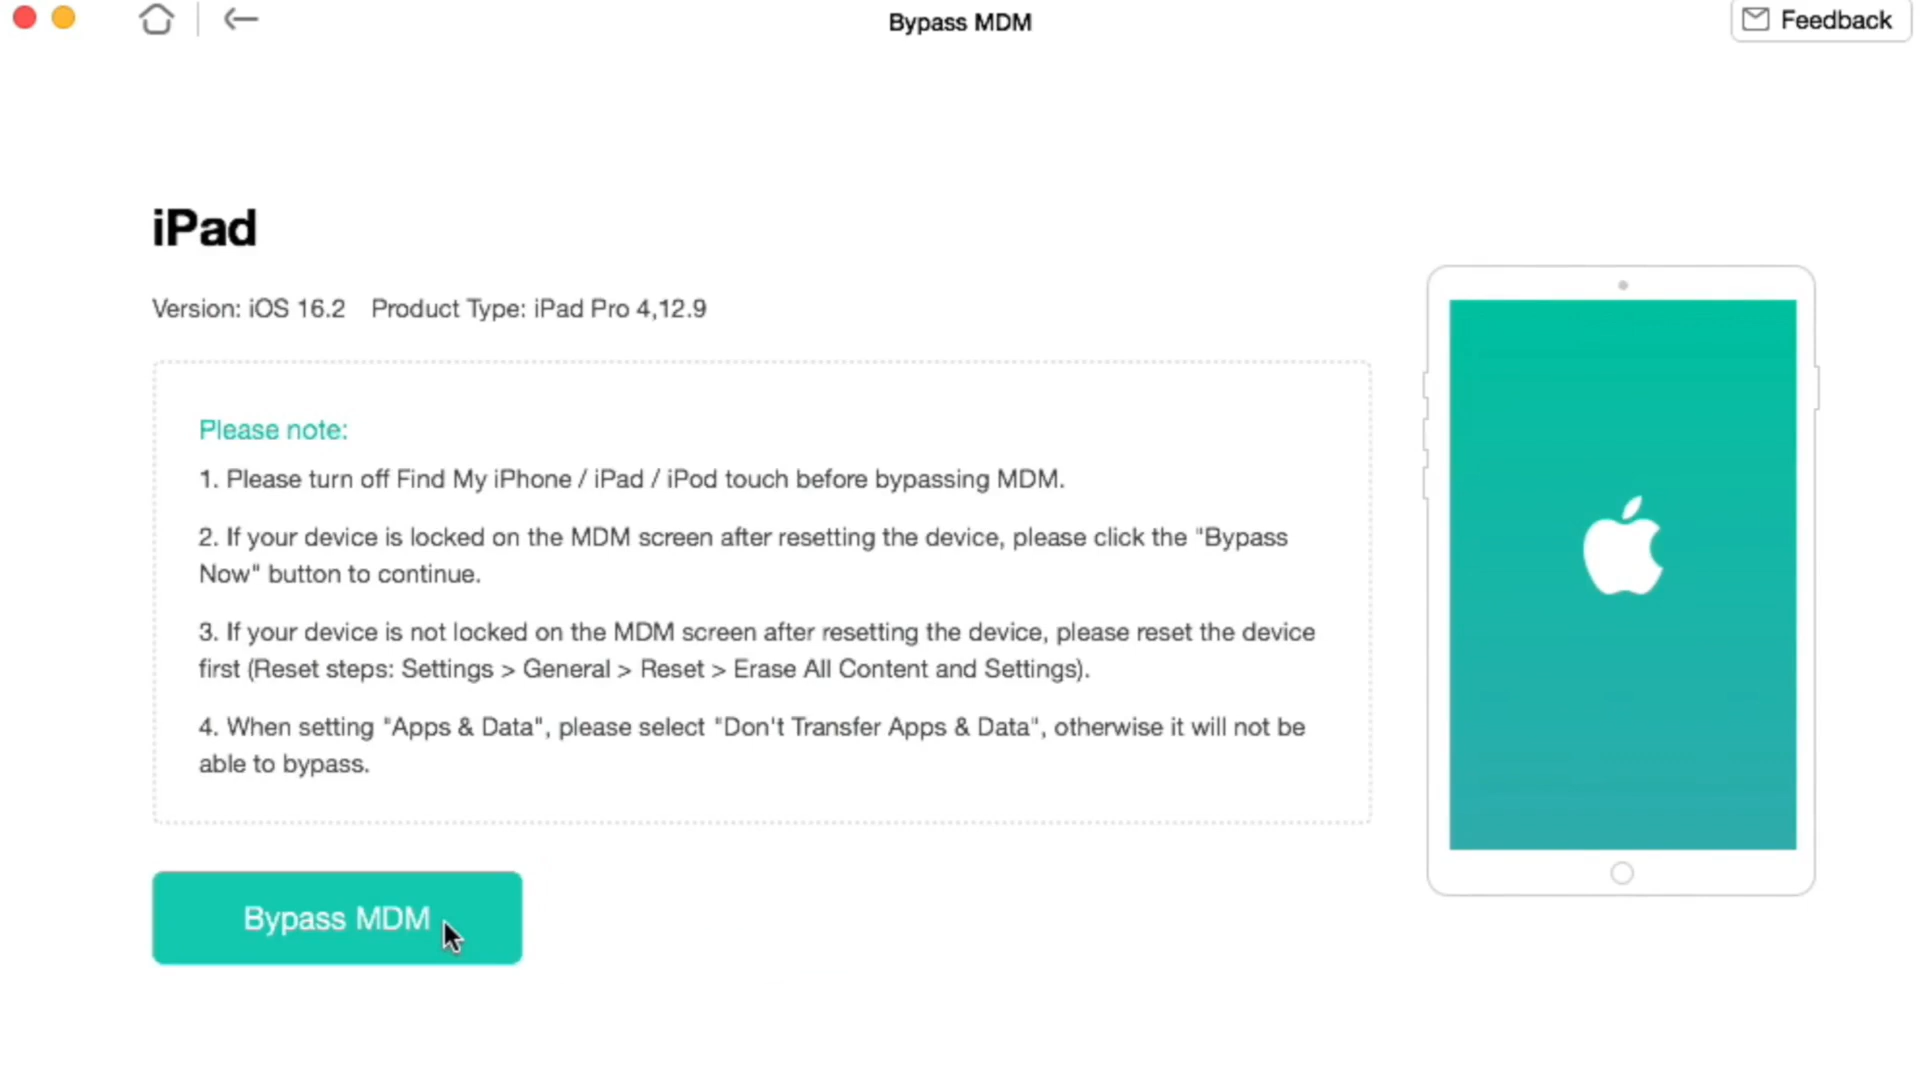 Bypass MDM
Feedback
iPad
Version: iOS 16.2 Product Type: iPad Pro 4,12.9
Please note:
1. Please turn off Find My iPhone / iPad / iPod touch before bypassing MDM.
2. If your device is locked on the MDM screen after resetting the device, please click the "Bypass
Now" button to continue.
3. If your device is not locked on the MDM screen after resetting the device, please reset the device
first (Reset steps: Settings > General > Reset > Erase All Content and Settings).
4. When setting "Apps & Data", please select "Don't Transfer Apps & Data", otherwise it will not be
able to bypass.
Bypass MDM